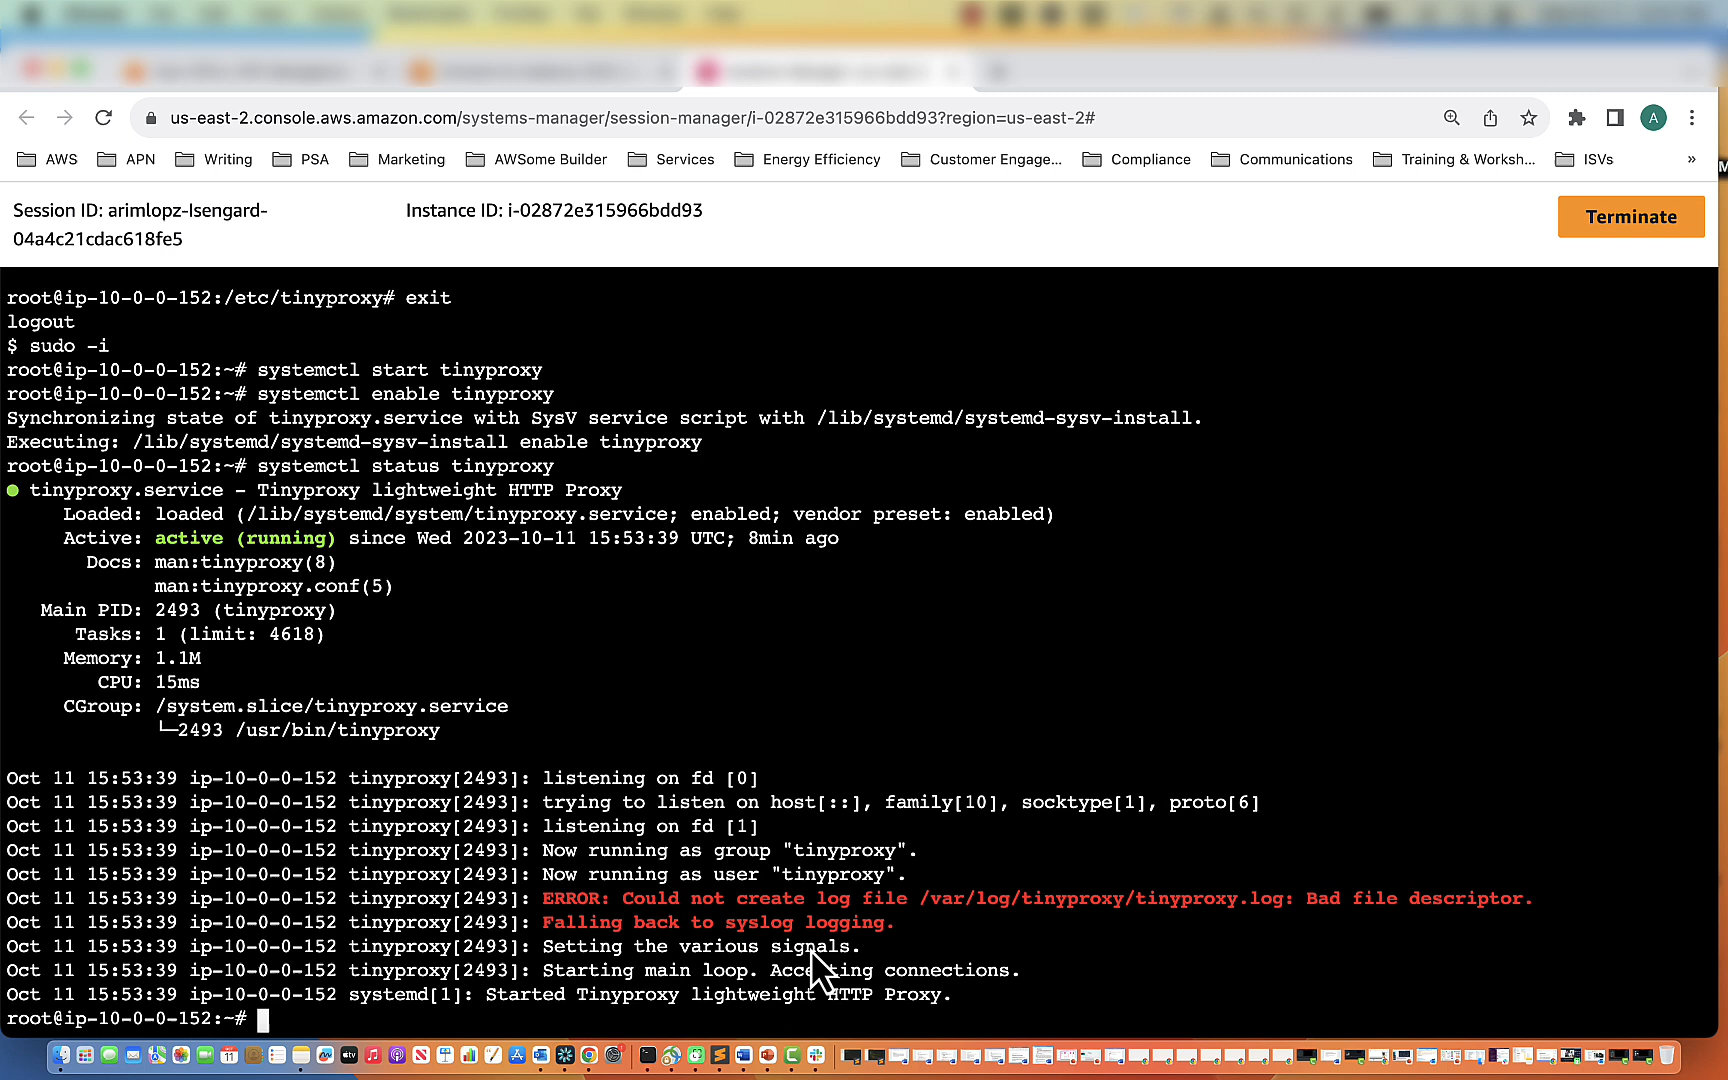 us-east-2.console.aws.amazon.com/systems-manager/session-manager/i-02872e315966bdd93?region=us-east-2#
A
AWS APN Writing PSA Marketing AWSome Builder Services Energy Efficiency Customer Engage... Compliance Communications Training & Worksh... ISVs »
Session ID: arimlopz-Isengard-
04a4c21cdac618fe5
Instance ID: i-02872e315966bdd93
Terminate
root@ip-10-0-0-152:/etc/tinyproxy# exit
logout
$ sudo -i
root@ip-10-0-0-152:~# systemctl start tinyproxy
root@ip-10-0-0-152:~# systemctl enable tinyproxy
Synchronizing state of tinyproxy.service with SysV service script with /lib/systemd/systemd-sysv-install.
Executing: /lib/systemd/systemd-sysv-install enable tinyproxy
root@ip-10-0-0-152:~# systemctl status tinyproxy
● tinyproxy.service - Tinyproxy lightweight HTTP Proxy
Loaded: loaded (/lib/systemd/system/tinyproxy.service; enabled; vendor preset: enabled)
Active: active (running) since Wed 2023-10-11 15:53:39 UTC; 8min ago
Docs: man:tinyproxy(8)
man:tinyproxy.conf(5)
Main PID: 2493 (tinyproxy)
Tasks: 1 (limit: 4618)
Memory: 1.1M
CPU: 15ms
CGroup: /system.slice/tinyproxy.service
└─2493 /usr/bin/tinyproxy
Oct 11 15:53:39 ip-10-0-0-152 tinyproxy[2493]: listening on fd [0]
Oct 11 15:53:39 ip-10-0-0-152 tinyproxy[2493]: trying to listen on host[::], family[10], socktype[1], proto[6]
Oct 11 15:53:39 ip-10-0-0-152 tinyproxy[2493]: listening on fd [1]
Oct 11 15:53:39 ip-10-0-0-152 tinyproxy[2493]: Now running as group "tinyproxy".
Oct 11 15:53:39 ip-10-0-0-152 tinyproxy[2493]: Now running as user "tinyproxy".
Oct 11 15:53:39 ip-10-0-0-152 tinyproxy[2493]: ERROR: Could not create log file /var/log/tinyproxy/tinyproxy.log: Bad file descriptor.
Oct 11 15:53:39 ip-10-0-0-152 tinyproxy[2493]: Falling back to syslog logging.
Oct 11 15:53:39 ip-10-0-0-152 tinyproxy[2493]: Setting the various signals.
Oct 11 15:53:39 ip-10-0-0-152 tinyproxy[2493]: Starting main loop. Accepting connections.
Oct 11 15:53:39 ip-10-0-0-152 systemd[1]: Started Tinyproxy lightweight HTTP Proxy.
root@ip-10-0-0-152:~#